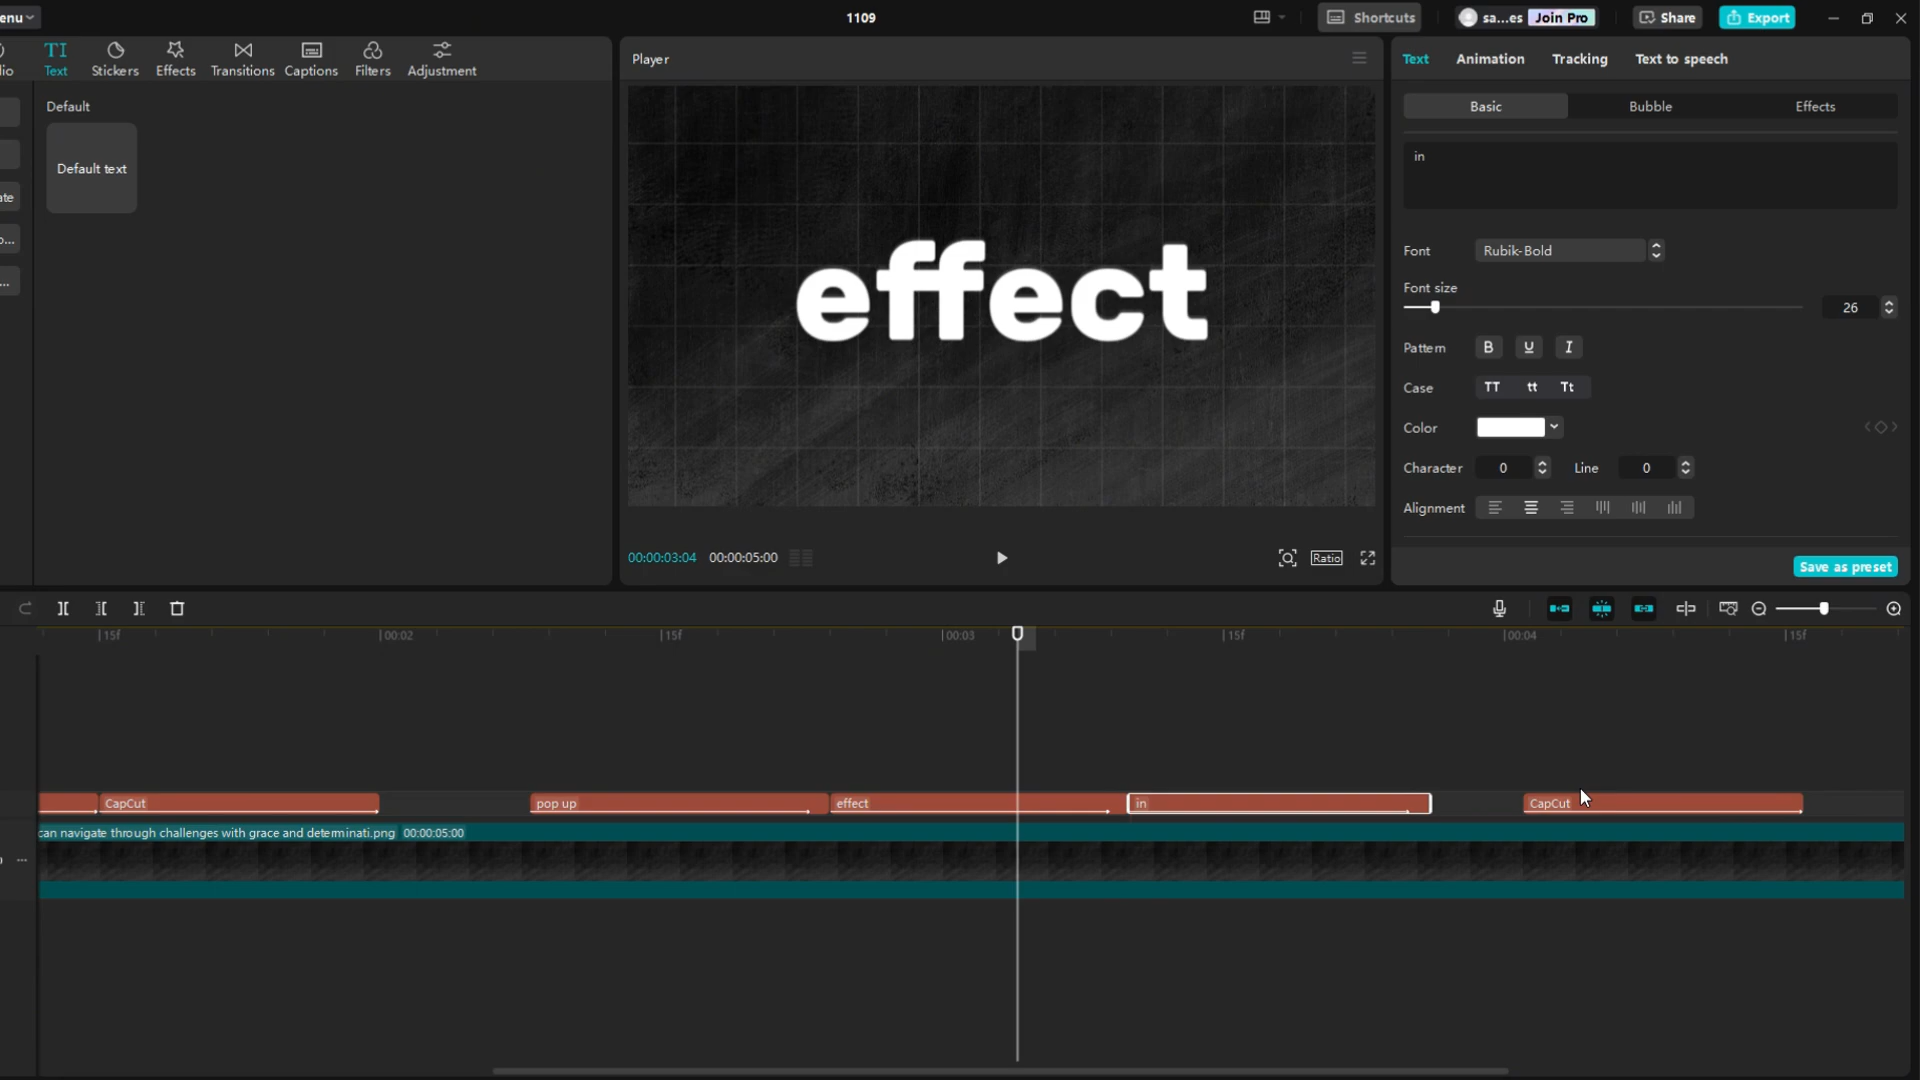 enu
1109
Shortcuts
sa...es
Join Pro
Share
Export
io
TI
Text
Stickers
Effects
Transitions
Captions
Filters
Adjustment
Player
Text
Animation
Tracking
Text to speech
Default
Default text
ate
o...
...
effect
Basic
Bubble
Effects
in
Font
Rubik-Bold
Font size
26
Pattern
B
U
I
Case
TT
tt
Tt
Color
Character
0
Line
0
Alignment
Save as preset
00:00:03:04
00:00:05:00
Ratio
15f
00:02
15f
00:03
15f
00:04
15f
CapCut
pop up
effect
in
CapCut
can navigate through challenges with grace and determinati.png 00:00:05:00